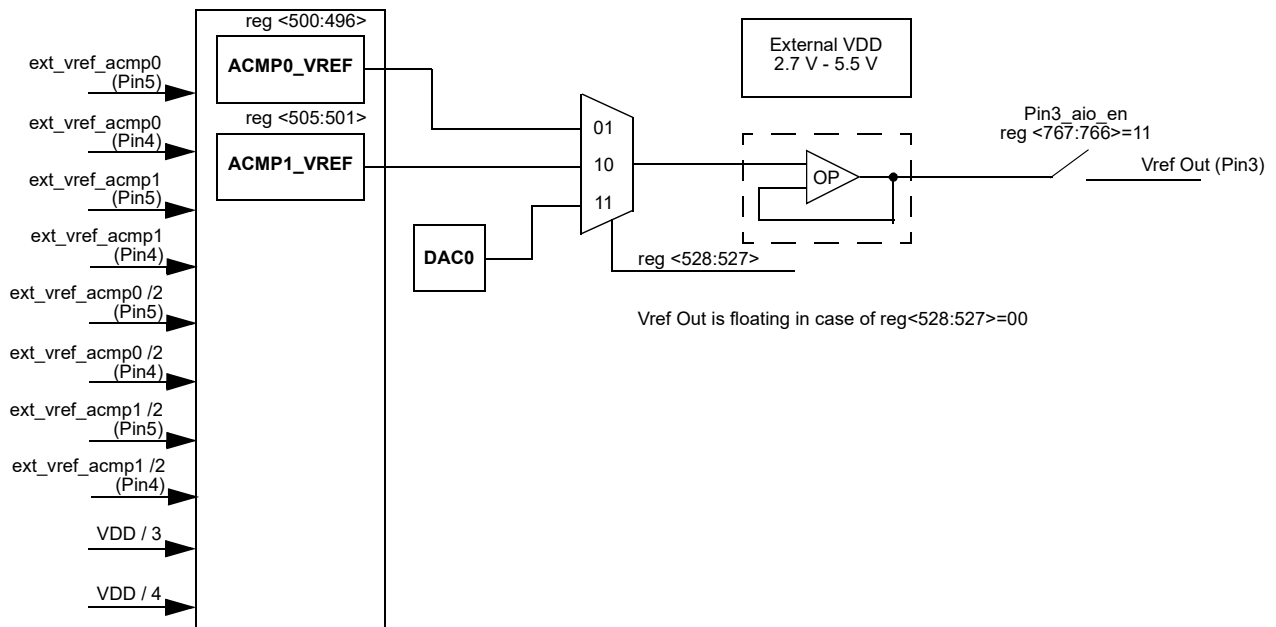 ext_vref_acmp0
(Pin5)
ext_vref_acmp0
(Pin4)
ext_vref_acmp1
(Pin5)
ext_vref_acmp1
(Pin4)
ext_vref_acmp0 /2
(Pin5)
ext_vref_acmp0 /2
(Pin4)
ext_vref_acmp1 /2
(Pin5)
ext_vref_acmp1 /2
(Pin4)
VDD / 3
VDD / 4
reg <500:496>
ACMP0_VREF
reg <505:501>
ACMP1_VREF
DAC0
01
10
11
reg <528:527>
External VDD
2.7 V - 5.5 V
OP
Pin3_aio_en
reg <767:766>=11
Vref Out (Pin3)
Vref Out is floating in case of reg<528:527>=00